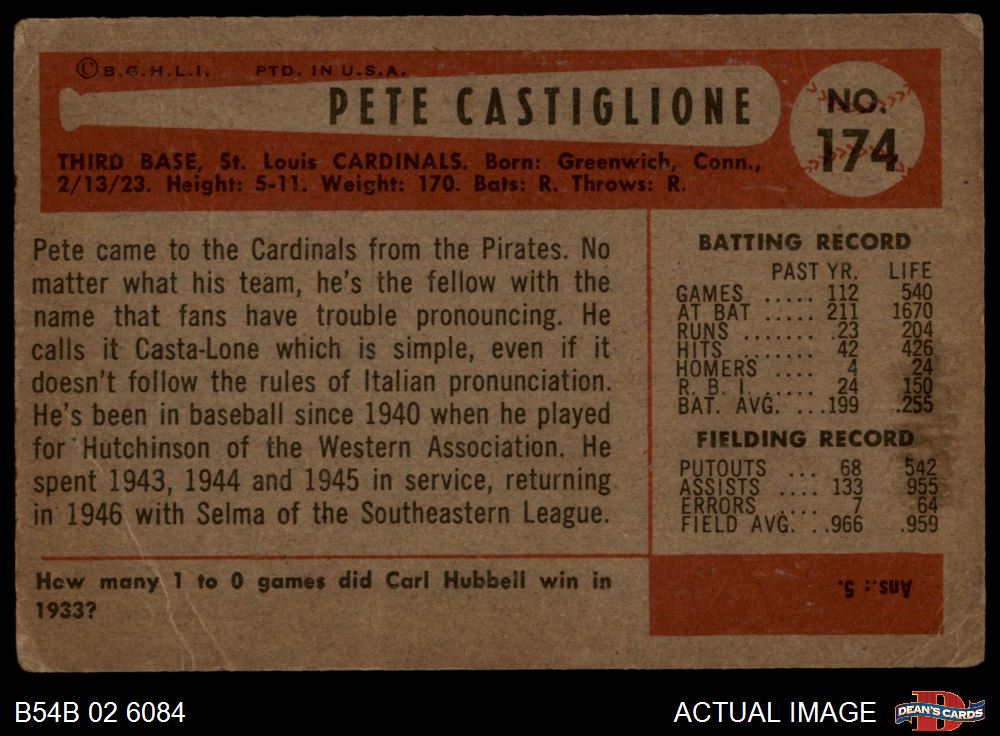 ©B.G.H.L.I. PTD. IN U.S.A.
PETE CASTIGLIONE
NO.
174
THIRD BASE, St. Louis CARDINALS. Born: Greenwich, Conn.,
2/13/23. Height: 5-11. Weight: 170. Bats: R. Throws: R.
Pete came to the Cardinals from the Pirates. No
matter what his team, he's the fellow with the
name that fans have trouble pronouncing. He
calls it Casta-Lone which is simple, even if it
doesn't follow the rules of Italian pronunciation.
He's been in baseball since 1940 when he played
for Hutchinson of the Western Association. He
spent 1943, 1944 and 1945 in service, returning
in 1946 with Selma of the Southeastern League.
BATTING RECORD
PAST YR. LIFE
GAMES ..... 112 540
AT BAT ..... 211 1670
RUNS ....... 23 204
HITS ....... 42 426
HOMERS .... 4 24
R. B. I. ..... 24 150
BAT. AVG. ...199 .255
FIELDING RECORD
PUTOUTS ... 68 542
ASSISTS .... 133 955
ERRORS ..... 7 64
FIELD AVG. ..966 .959
How many 1 to 0 games did Carl Hubbell win in
1933?
Ans.: 5.
B54B 02 6084
ACTUAL IMAGE
DEAN'S CARDS